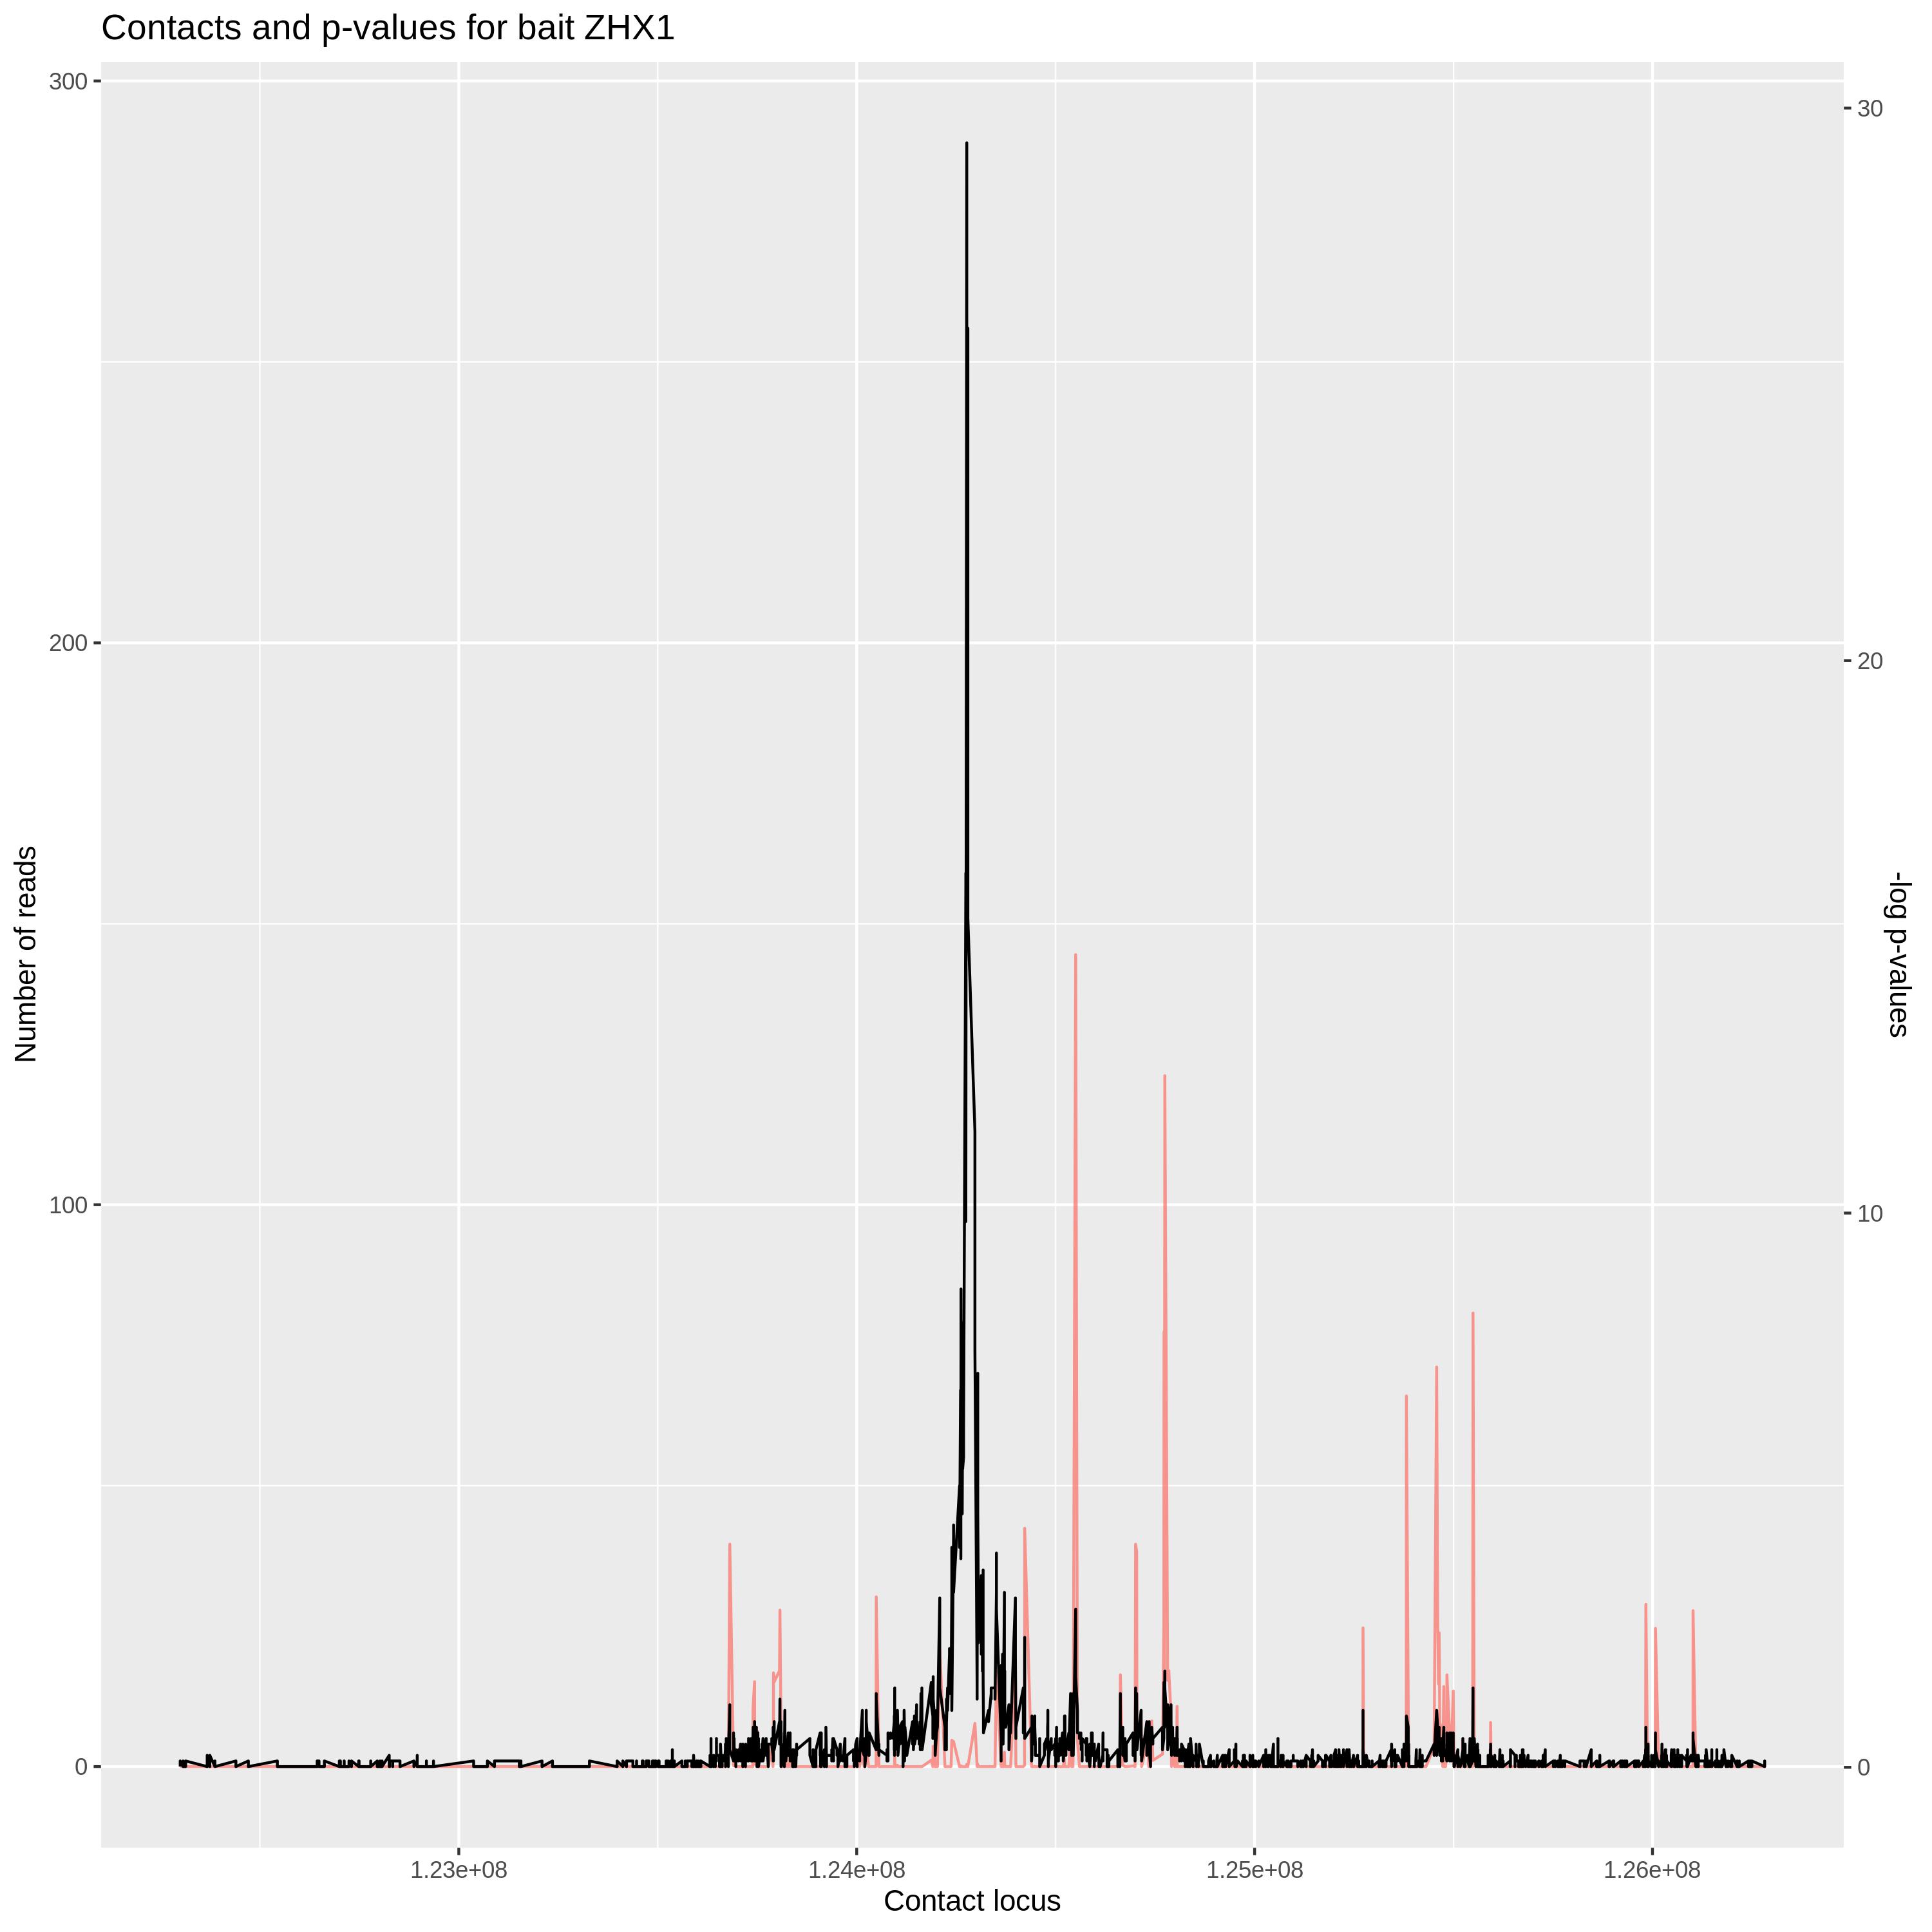 Contacts and p-values for bait ZHX1
300
200
100
0
Number of reads
30
20
10
0
-log p-values
1.23e+08 1.24e+08 1.25e+08 1.26e+08
Contact locus